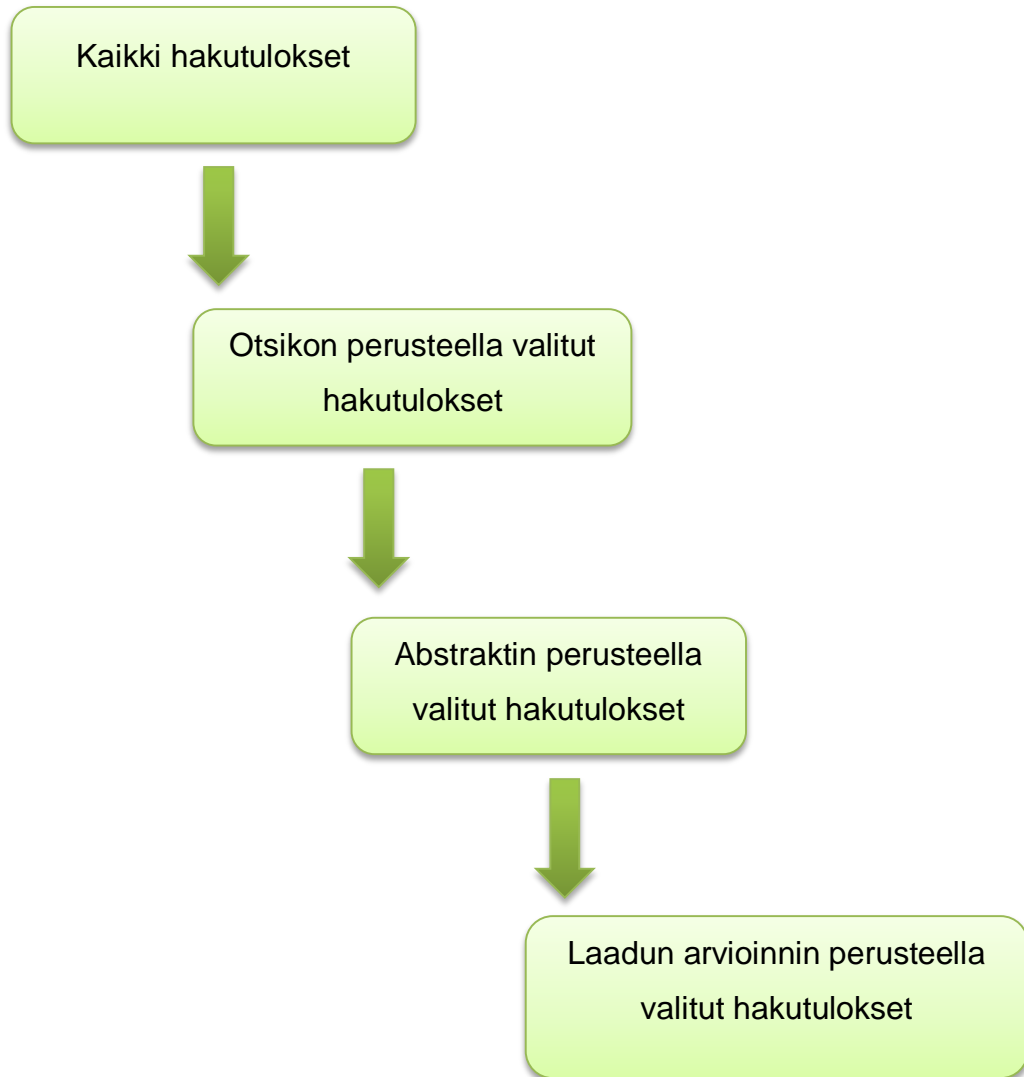 Kaikki hakutulokset
Otsikon perusteella valitut
hakutulokset
Abstraktin perusteella
valitut hakutulokset
Laadun arvioinnin perusteella
valitut hakutulokset